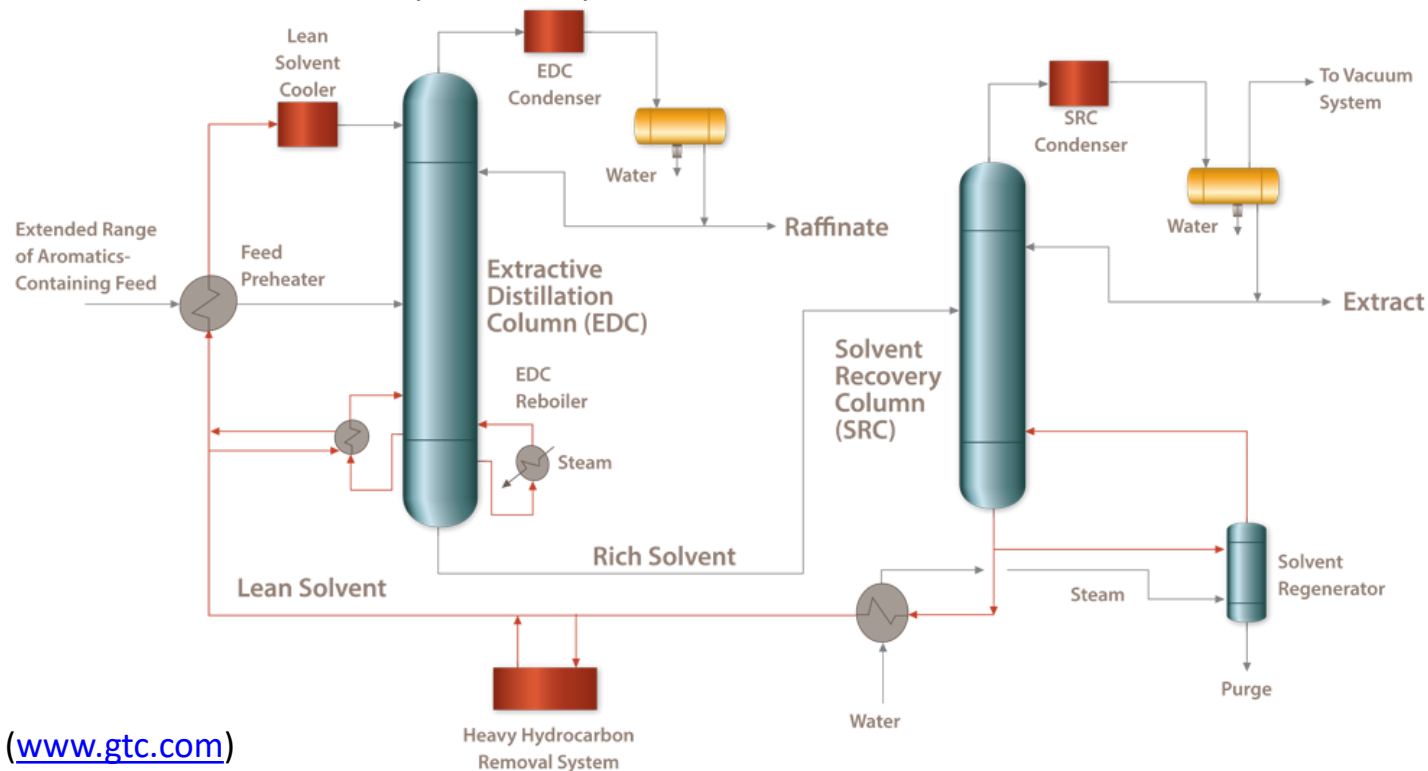 Lean
Solvent
Cooler
EDC
Condenser
Water
Raffinate
SRC
Condenser
To Vacuum
System
Water
Extract
Extended Range
of Aromatics-
Containing Feed
Feed
Preheater
Extractive
Distillation
Column (EDC)
EDC
Reboiler
Steam
Solvent
Recovery
Column
(SRC)
Rich Solvent
Lean Solvent
Steam
Solvent
Regenerator
Purge
Water
Heavy Hydrocarbon
Removal System
(www.gtc.com)